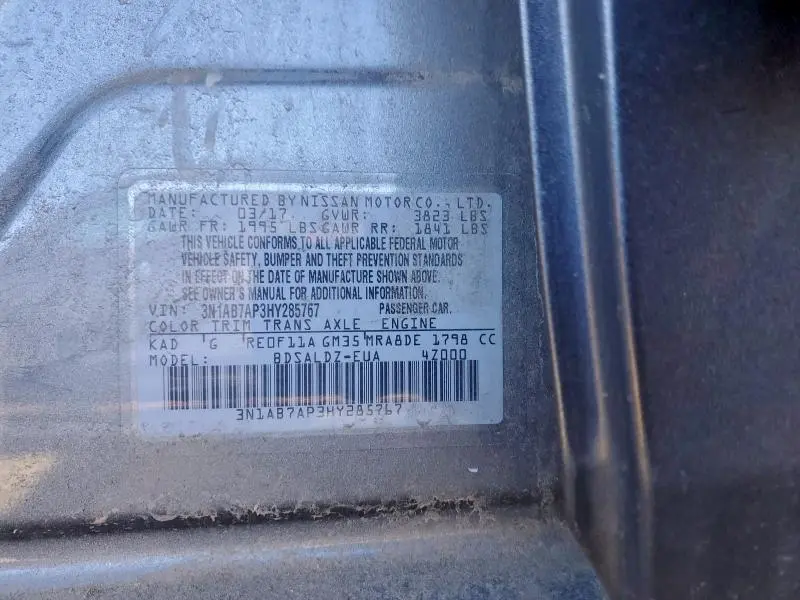 MANUFACTURED BY NISSAN MOTOR CO., LTD.
DATE: 03/17 GVWR: 3823 LBS
GAWR FR: 1995 LBS GAWR RR: 1841 LBS
THIS VEHICLE CONFORMS TO ALL APPLICABLE FEDERAL MOTOR
VEHICLE SAFETY, BUMPER AND THEFT PREVENTION STANDARDS
IN EFFECT ON THE DATE OF MANUFACTURE SHOWN ABOVE.
SEE OWNER'S MANUAL FOR ADDITIONAL INFORMATION.
VIN: 3N1AB7AP3HY285767 PASSENGER CAR.
COLOR TRIM TRANS AXLE ENGINE
KAD G RE0F11A GM35 MRA8DE 1798 CC
MODEL: BDSALDZ-EUA 4Z000
3N1AB7AP3HY285767